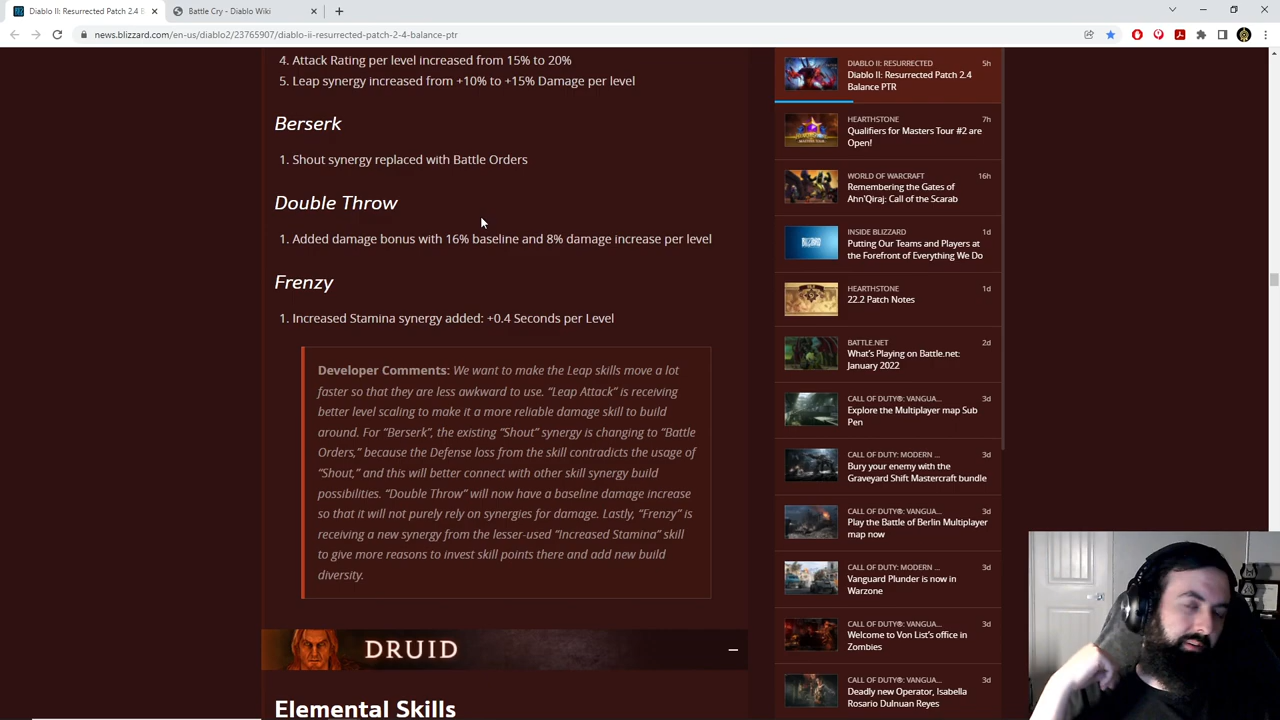 Diablo II: Resurrected Patch 2.4 B
Battle Cry - Diablo Wiki
news.blizzard.com/en-us/diablo2/23765907/diablo-ii-resurrected-patch-2-4-balance-ptr
4. Attack Rating per level increased from 15% to 20%
5. Leap synergy increased from +10% to +15% Damage per level
Berserk
1. Shout synergy replaced with Battle Orders
Double Throw
1. Added damage bonus with 16% baseline and 8% damage increase per level
Frenzy
1. Increased Stamina synergy added: +0.4 Seconds per Level
Developer Comments: We want to make the Leap skills move a lot
faster so that they are less awkward to use. “Leap Attack” is receiving
better level scaling to make it a more reliable damage skill to build
around. For “Berserk”, the existing “Shout” synergy is changing to “Battle
Orders,” because the Defense loss from the skill contradicts the usage of
“Shout,” and this will better connect with other skill synergy build
possibilities. “Double Throw” will now have a baseline damage increase
so that it will not purely rely on synergies for damage. Lastly, “Frenzy” is
receiving a new synergy from the lesser-used “Increased Stamina” skill
to give more reasons to invest skill points there and add new build
diversity.
DRUID
Elemental Skills
DIABLO II: RESURRECTED 5h
Diablo II: Resurrected Patch 2.4
Balance PTR
HEARTHSTONE 7h
Qualifiers for Masters Tour #2 are
Open!
WORLD OF WARCRAFT 16h
Remembering the Gates of
Ahn'Qiraj: Call of the Scarab
INSIDE BLIZZARD 1d
Putting Our Teams and Players at
the Forefront of Everything We Do
HEARTHSTONE 1d
22.2 Patch Notes
BATTLE.NET 2d
What’s Playing on Battle.net:
January 2022
CALL OF DUTY®: VANGUA... 3d
Explore the Multiplayer map Sub
Pen
CALL OF DUTY: MODERN ... 3d
Bury your enemy with the
Graveyard Shift Mastercraft bundle
CALL OF DUTY®: VANGUA... 3d
Play the Battle of Berlin Multiplayer
map now
CALL OF DUTY: MODERN ... 3d
Vanguard Plunder is now in
Warzone
CALL OF DUTY®: VANGUA... 3d
Welcome to Von List’s office in
Zombies
CALL OF DUTY®: VANGUA... 3d
Deadly new Operator, Isabella
Rosario Dulnuan Reyes